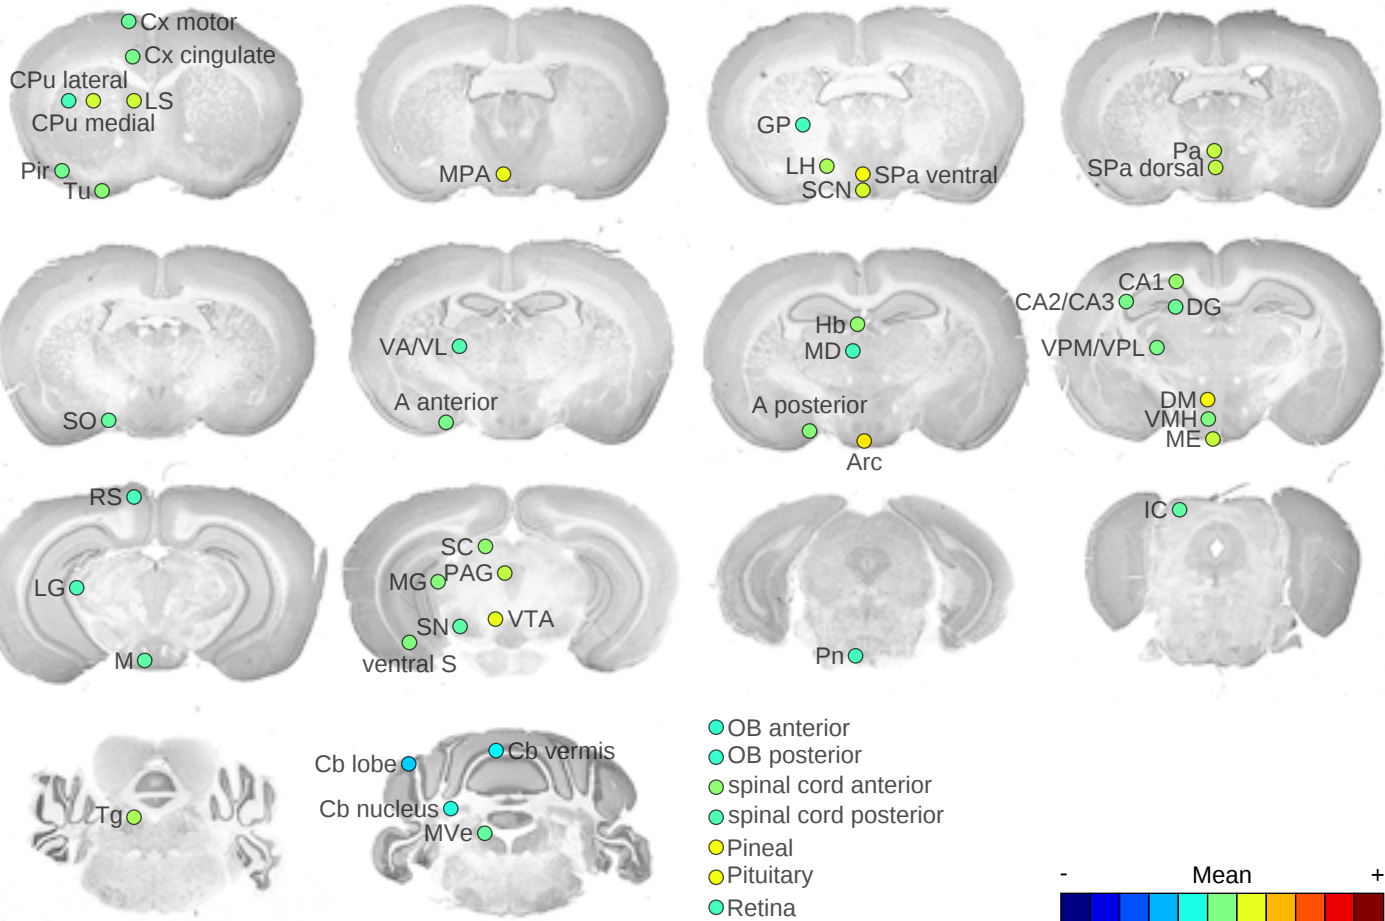 Cx motor
Cx cingulate
CPu lateral
LS
CPu medial
Pir
Tu
MPA
GP
LH
SPa ventral
SCN
Pa
SPa dorsal
SO
VA/VL
A anterior
Hb
MD
A posterior
Arc
CA1
CA2/CA3
DG
VPM/VPL
DM
VMH
ME
RS
LG
M
SC
MG
PAG
SN
VTA
ventral S
Pn
IC
Tg
Cb lobe
Cb vermis
Cb nucleus
MVe
OB anterior
OB posterior
spinal cord anterior
spinal cord posterior
Pineal
Pituitary
Retina
- Mean +